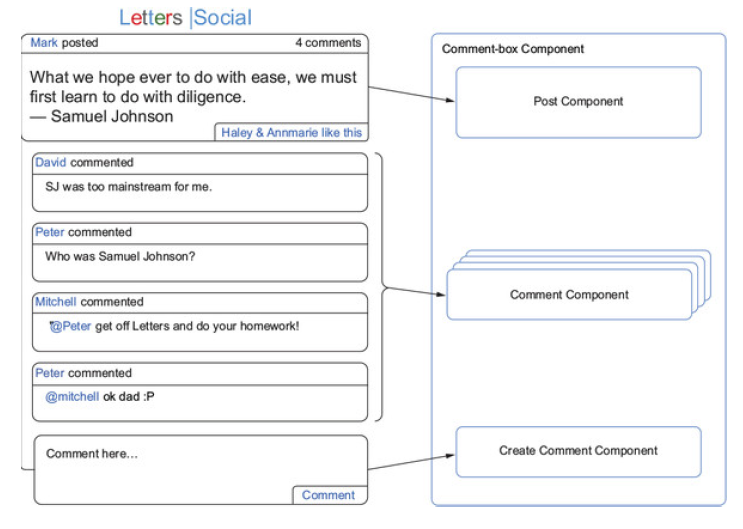 Letters |Social
Mark posted 4 comments
What we hope ever to do with ease, we must
first learn to do with diligence.
— Samuel Johnson
Haley & Annmarie like this
David commented
SJ was too mainstream for me.
Peter commented
Who was Samuel Johnson?
Mitchell commented
@Peter get off Letters and do your homework!
Peter commented
@mitchell ok dad :P
Comment here...
Comment
Comment-box Component
Post Component
Comment Component
Create Comment Component